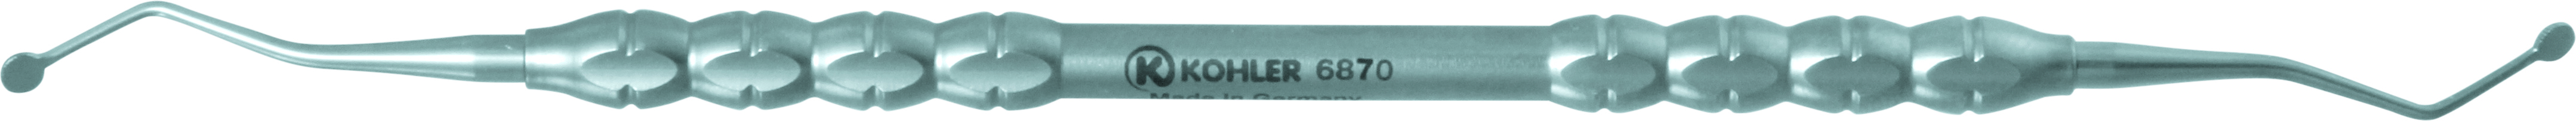 KOHLER 6870
Made in Germany